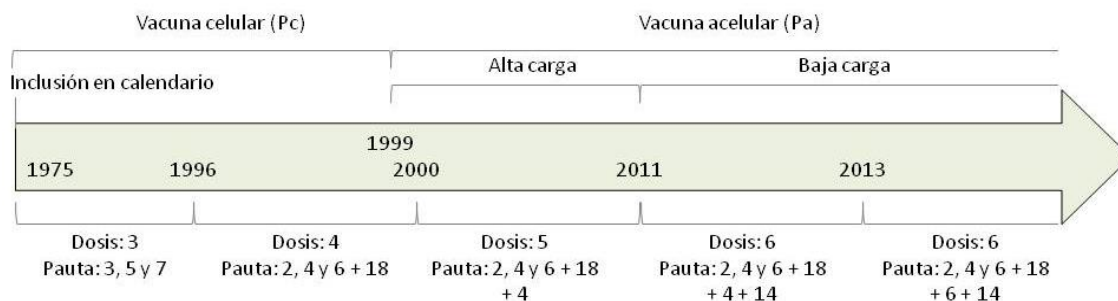 Vacuna celular (Pc)
Vacuna acelular (Pa)
Inclusión en calendario
Alta carga
Baja carga
1999
1975
1996
2000
2011
2013
Dosis: 3
Pauta: 3, 5 y 7
Dosis: 4
Pauta: 2, 4 y 6 + 18
Dosis: 5
Pauta: 2, 4 y 6 + 18
+ 4
Dosis: 6
Pauta: 2, 4 y 6 + 18
+ 4 + 14
Dosis: 6
Pauta: 2, 4 y 6 + 18
+ 6 + 14